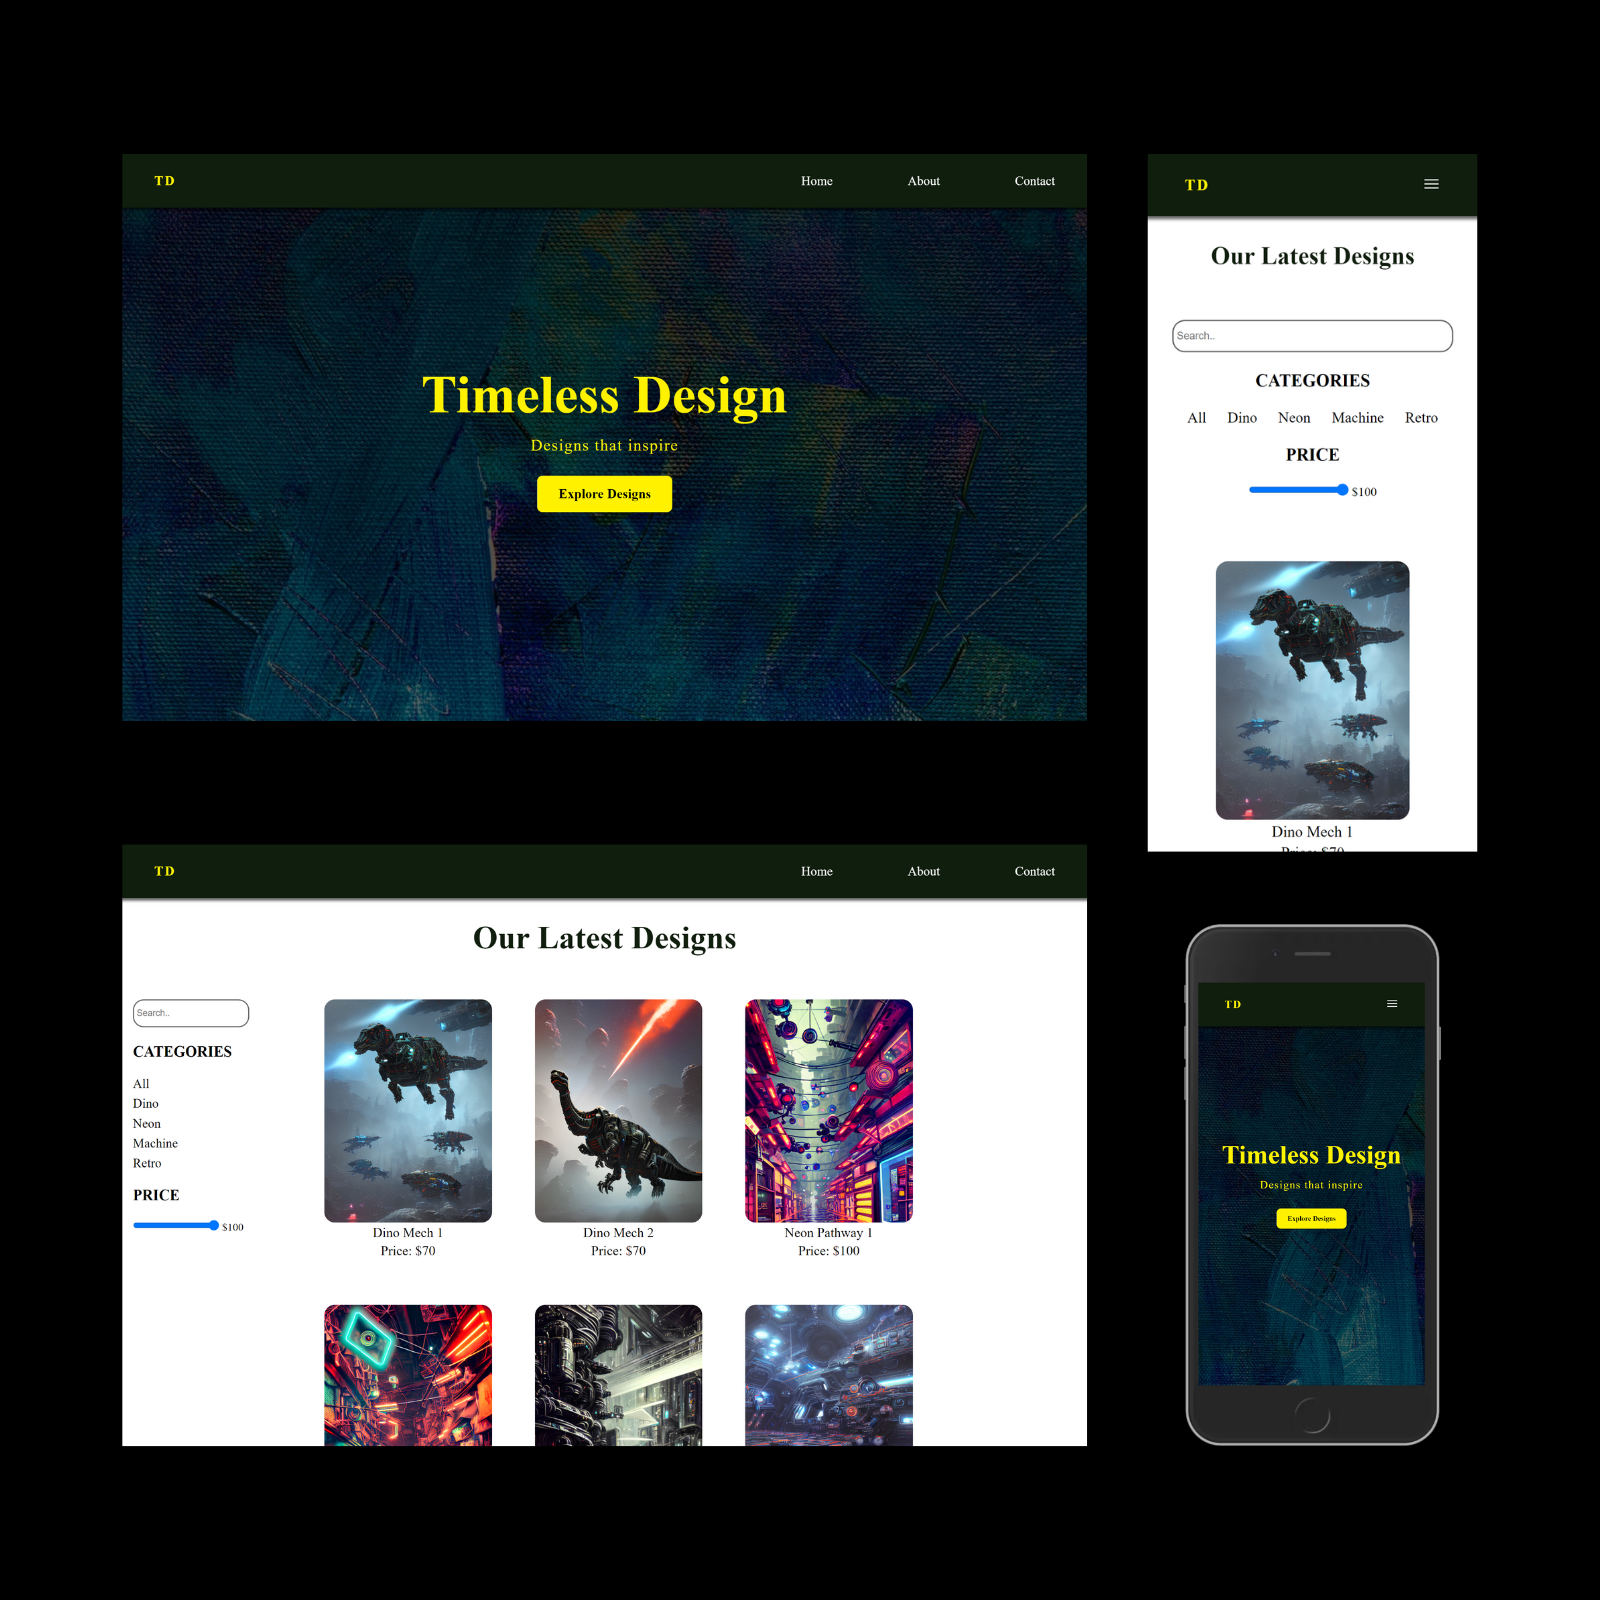 TD
Home About Contact
Timeless Design
Designs that inspire
Explore Designs
TD
Our Latest Designs
Search..
CATEGORIES
All Dino Neon Machine Retro
PRICE
$100
Dino Mech 1
Price: $70
TD
Home About Contact
Our Latest Designs
Search..
CATEGORIES
All
Dino
Neon
Machine
Retro
PRICE
$100
Dino Mech 1
Price: $70
Dino Mech 2
Price: $70
Neon Pathway 1
Price: $100
TD
Timeless Design
Designs that inspire
Explore Designs